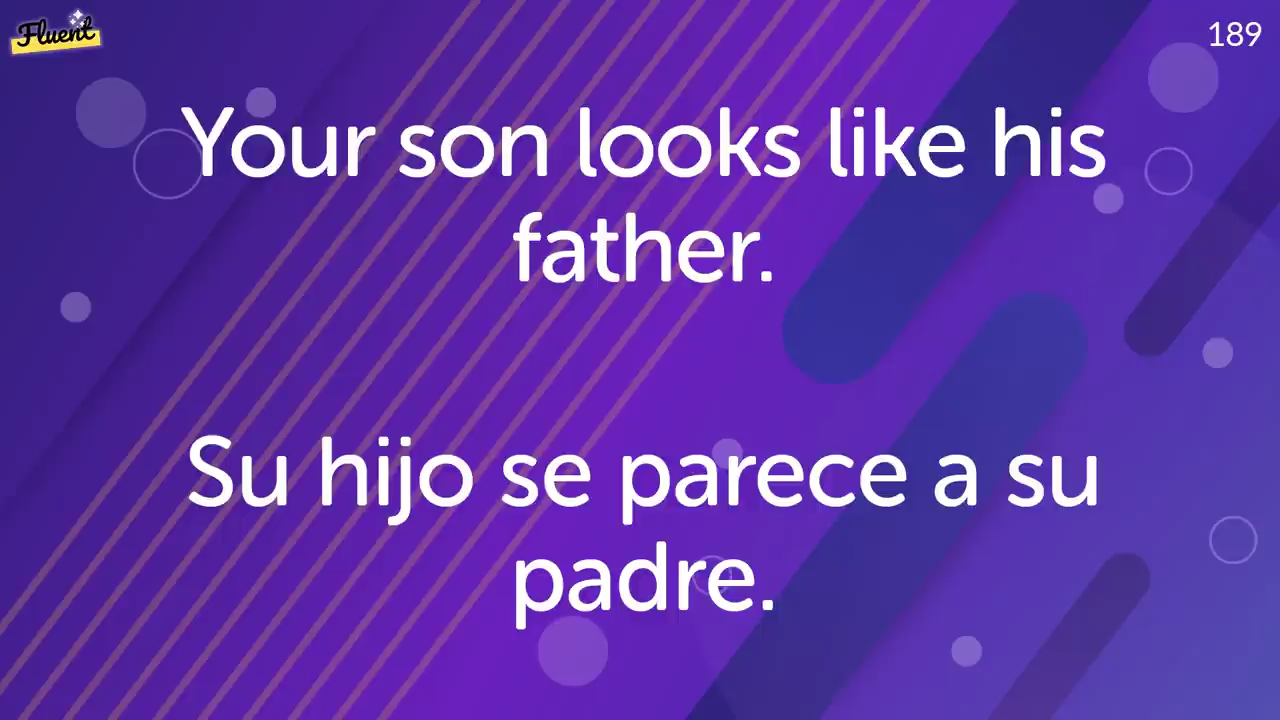 Fluent
189
Your son looks like his
father.
Su hijo se parece a su
padre.